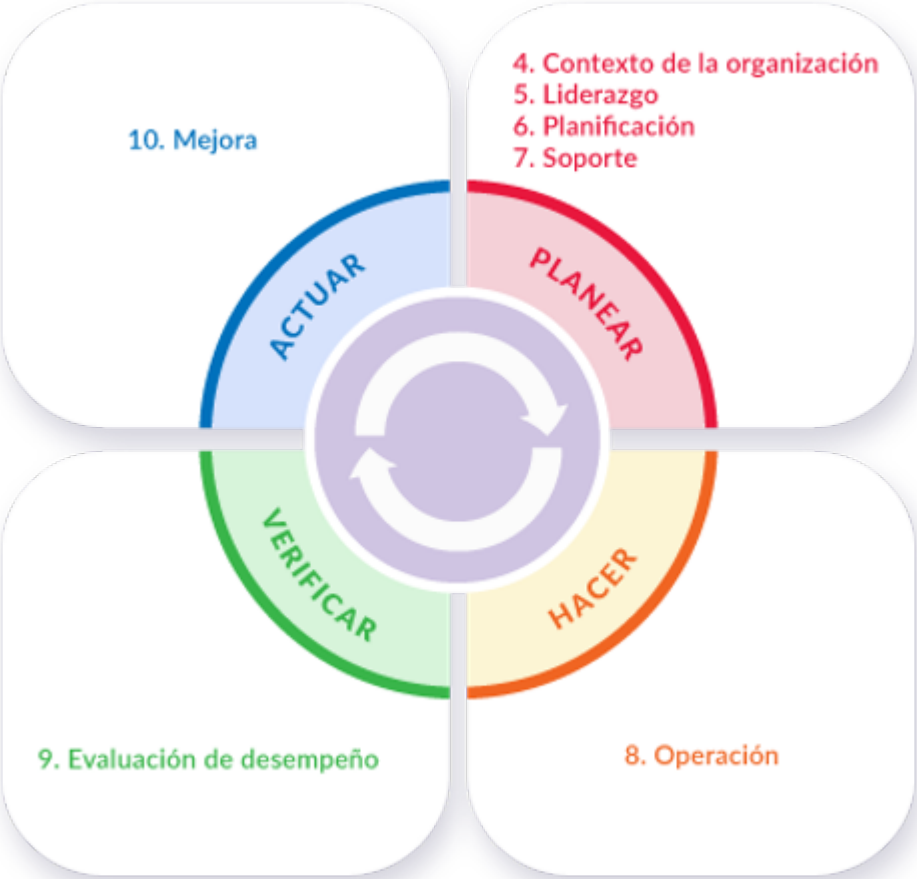 4. Contexto de la organización
5. Liderazgo
6. Planificación
7. Soporte
10. Mejora
ACTUAR
PLANEAR
VERIFICAR
HACER
9. Evaluación de desempeño
8. Operación